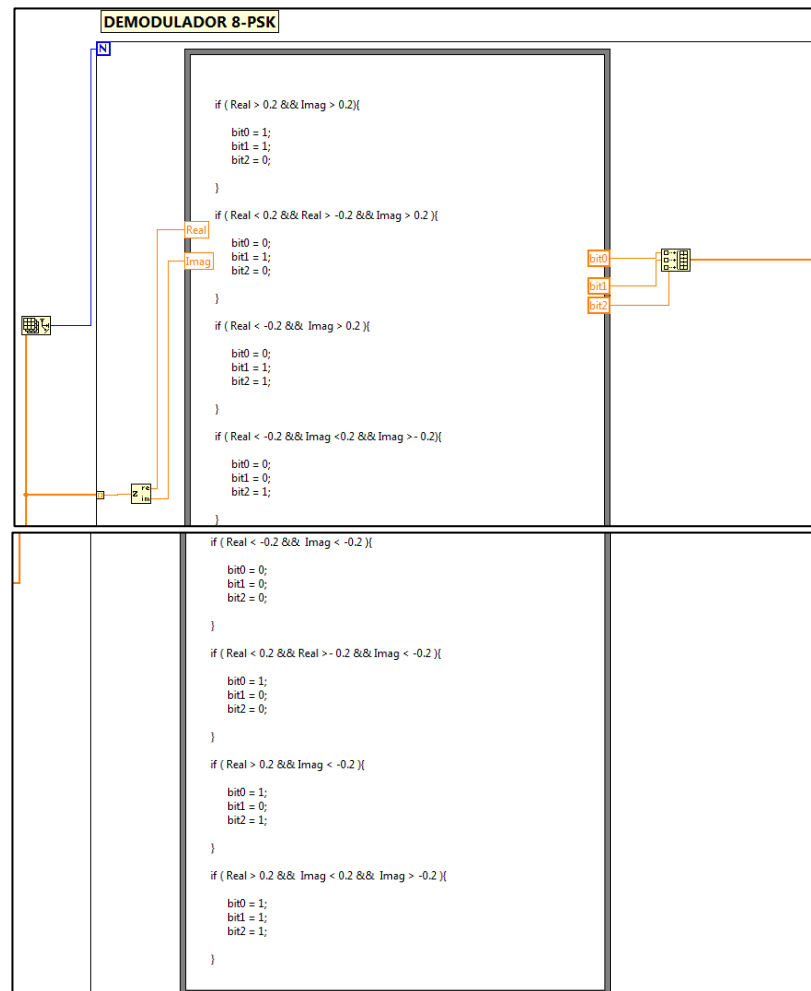 DEMODULADOR 8-PSK
N
if ( Real > 0.2 && Imag > 0.2){
bit0 = 1;
bit1 = 1;
bit2 = 0;
}
if ( Real < 0.2 && Real > -0.2 && Imag > 0.2 ){
Real
bit0 = 0;
bit1 = 1;
bit2 = 0;
Imag
bit0
bit1
bit2
}
if ( Real < -0.2 && Imag > 0.2 ){
bit0 = 0;
bit1 = 1;
bit2 = 1;
}
if ( Real < -0.2 && Imag <0.2 && Imag >- 0.2){
bit0 = 0;
bit1 = 0;
bit2 = 1;
z re
im
}
if ( Real < -0.2 && Imag < -0.2 ){
bit0 = 0;
bit1 = 0;
bit2 = 0;
}
if ( Real < 0.2 && Real >- 0.2 && Imag < -0.2 ){
bit0 = 1;
bit1 = 0;
bit2 = 0;
}
if ( Real > 0.2 && Imag < -0.2 ){
bit0 = 1;
bit1 = 0;
bit2 = 1;
}
if ( Real > 0.2 && Imag < 0.2 && Imag > -0.2 ){
bit0 = 1;
bit1 = 1;
bit2 = 1;
}